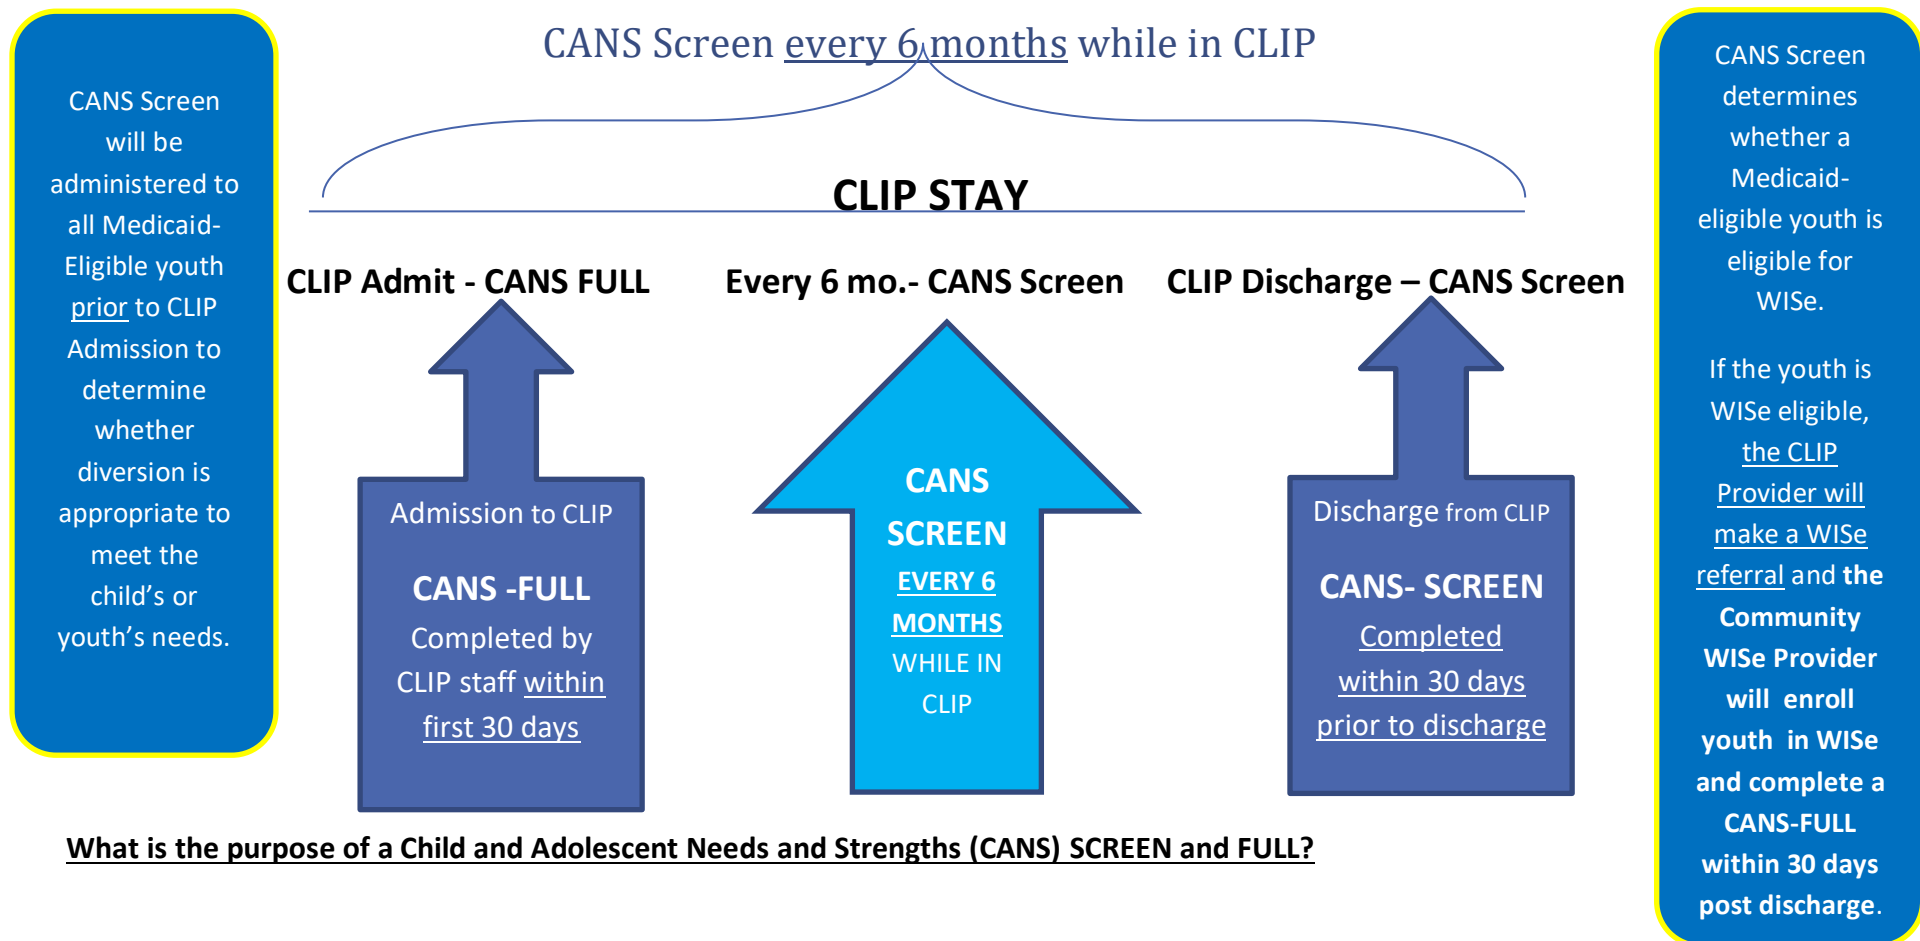 CANS Screen
will be
administered to
all Medicaid-
Eligible youth
prior to CLIP
Admission to
determine
whether
diversion is
appropriate to
meet the
child’s or
youth’s needs.
CANS Screen every 6 months while in CLIP
CLIP STAY
CLIP Admit - CANS FULL
Every 6 mo.- CANS Screen
CLIP Discharge – CANS Screen
Admission to CLIP
CANS -FULL
Completed by
CLIP staff within
first 30 days
CANS
SCREEN
EVERY 6
MONTHS
WHILE IN
CLIP
Discharge from CLIP
CANS- SCREEN
Completed
within 30 days
prior to discharge
CANS Screen
determines
whether a
Medicaid-
eligible youth is
eligible for
WISe.
If the youth is
WISe eligible,
the CLIP
Provider will
make a WISe
referral and the
Community
WISe Provider
will enroll
youth in WISe
and complete a
CANS-FULL
within 30 days
post discharge.
What is the purpose of a Child and Adolescent Needs and Strengths (CANS) SCREEN and FULL?